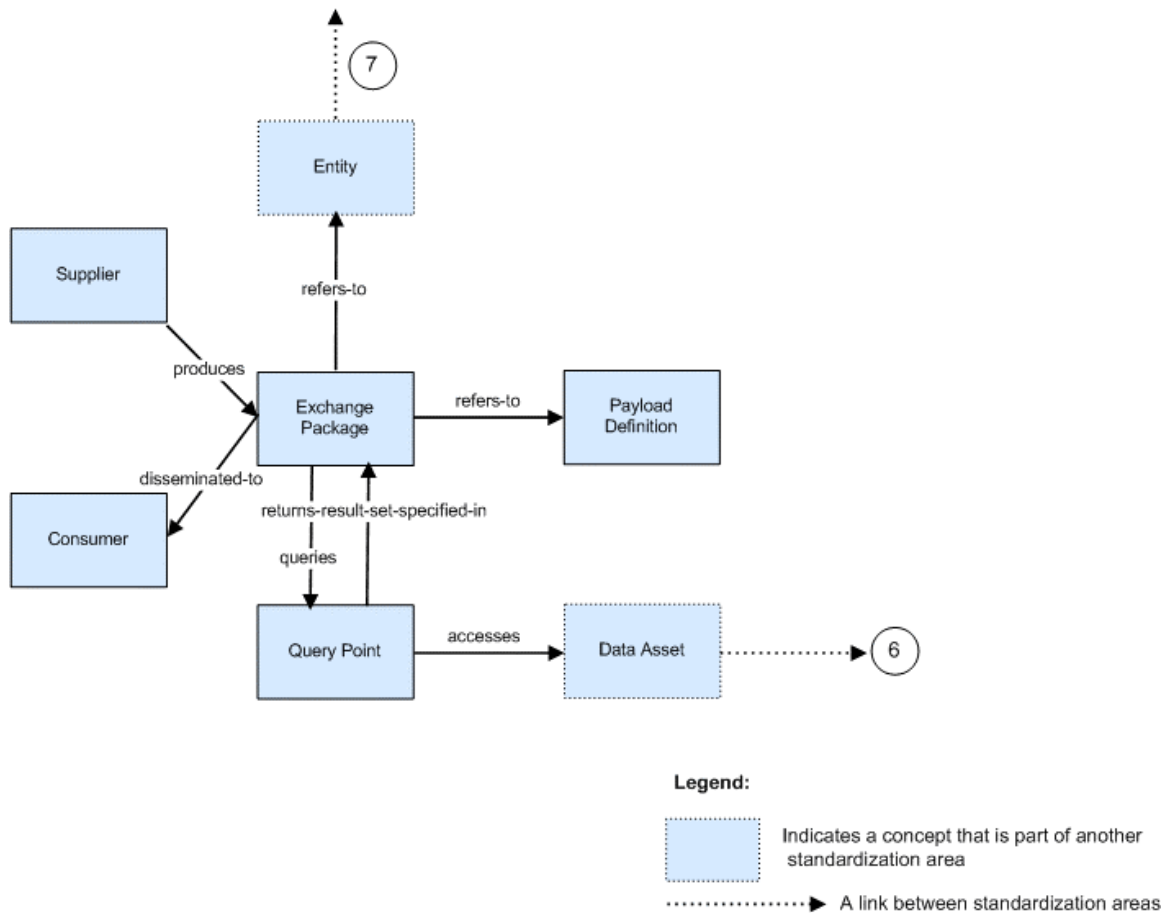 7
Entity
refers-to
Supplier
produces
Exchange
Package
refers-to
Payload
Definition
disseminated-to
Consumer
returns-result-set-specified-in
queries
Query Point
accesses
Data Asset
6
Legend:
Indicates a concept that is part of another
standardization area
A link between standardization areas